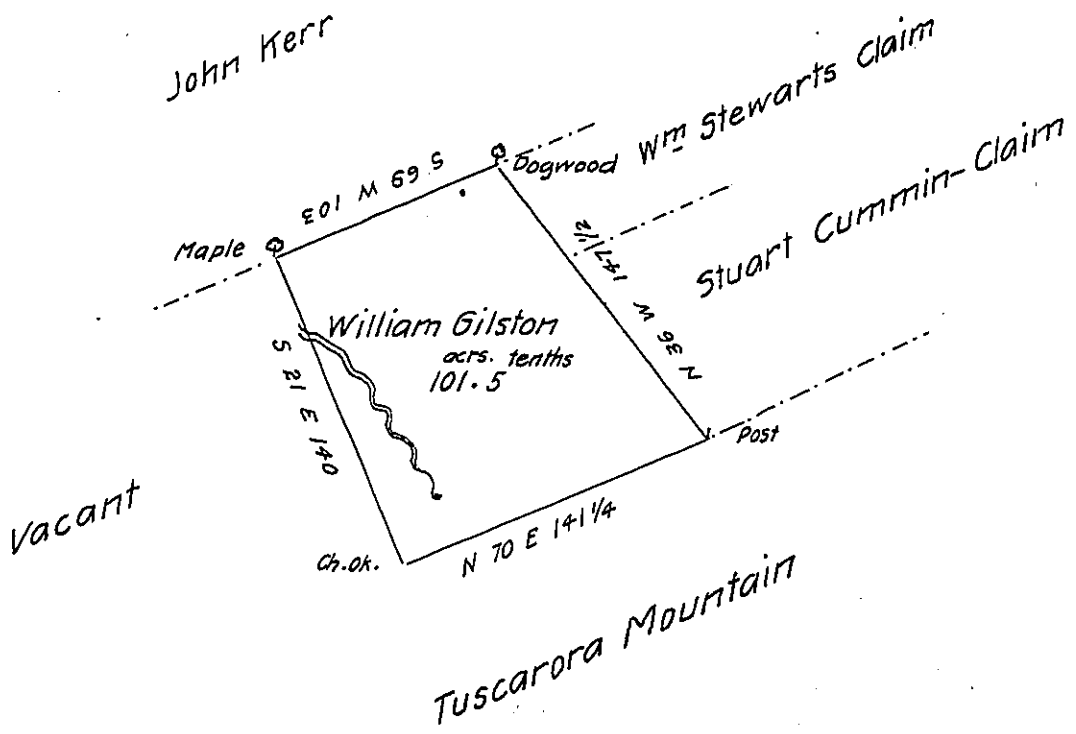 John Kerr
Wm Stewarts Claim
Stuart Cummin-Claim
Dogwood
S 69 W 103
Maple
N 36 W 147 1/2
William Gilston
acrs. tenths
101.5
S 21 E 140
Post
Vacant
Ch.ok.
N 70 E 141 1/4
Tuscarora Mountain